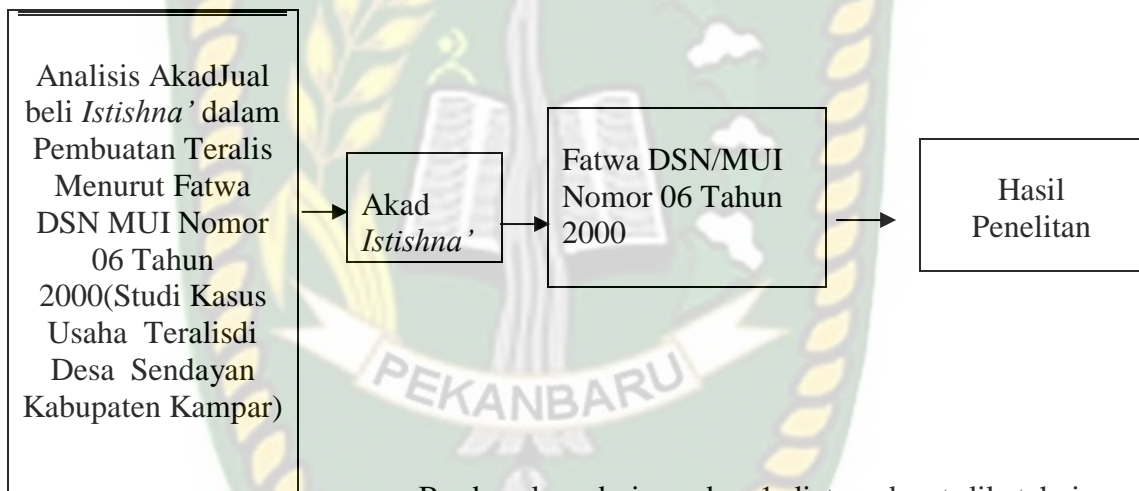 Analisis AkadJual
beli Istishna’ dalam
Pembuatan Teralis
Menurut Fatwa
DSN MUI Nomor
06 Tahun
2000(Studi Kasus
Usaha Teralisdi
Desa Sendayan
Kabupaten Kampar)
Akad
Istishna’
Fatwa DSN/MUI
Nomor 06 Tahun
2000
Hasil
Penelitan
PEKANBARU